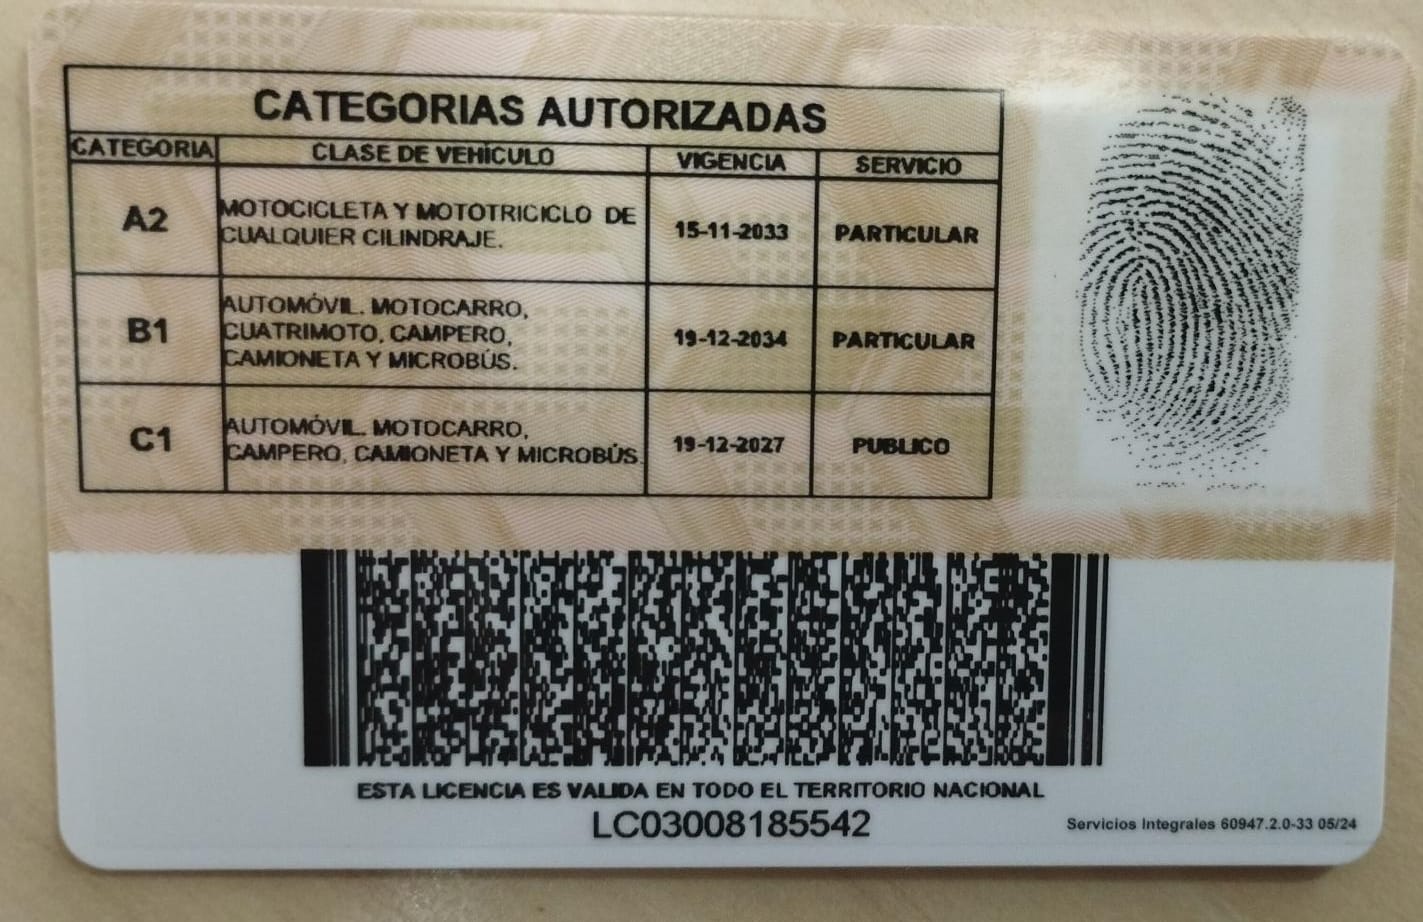 CATEGORIAS AUTORIZADAS
CATEGORIA CLASE DE VEHÍCULO VIGENCIA SERVICIO
A2 MOTOCICLETA Y MOTOTRICICLO DE CUALQUIER CILINDRAJE. 15-11-2033 PARTICULAR
B1 AUTOMÓVIL. MOTOCARRO, CUATRIMOTO, CAMPERO, CAMIONETA Y MICROBÚS. 19-12-2034 PARTICULAR
C1 AUTOMÓVIL. MOTOCARRO, CAMPERO, CAMIONETA Y MICROBÚS. 19-12-2027 PUBLICO
ESTA LICENCIA ES VALIDA EN TODO EL TERRITORIO NACIONAL
LC03008185542
Servicios Integrales 60947.2.0-33 05/24